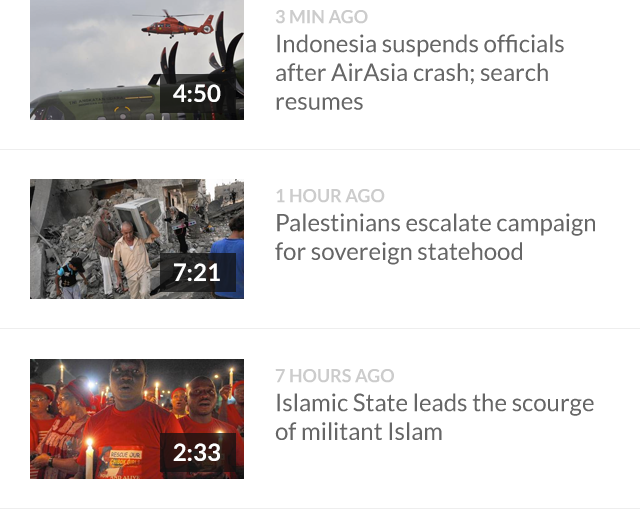 3 MIN AGO
Indonesia suspends officials
after AirAsia crash; search
resumes
4:50
1 HOUR AGO
Palestinians escalate campaign
for sovereign statehood
7:21
7 HOURS AGO
Islamic State leads the scourge
of militant Islam
2:33